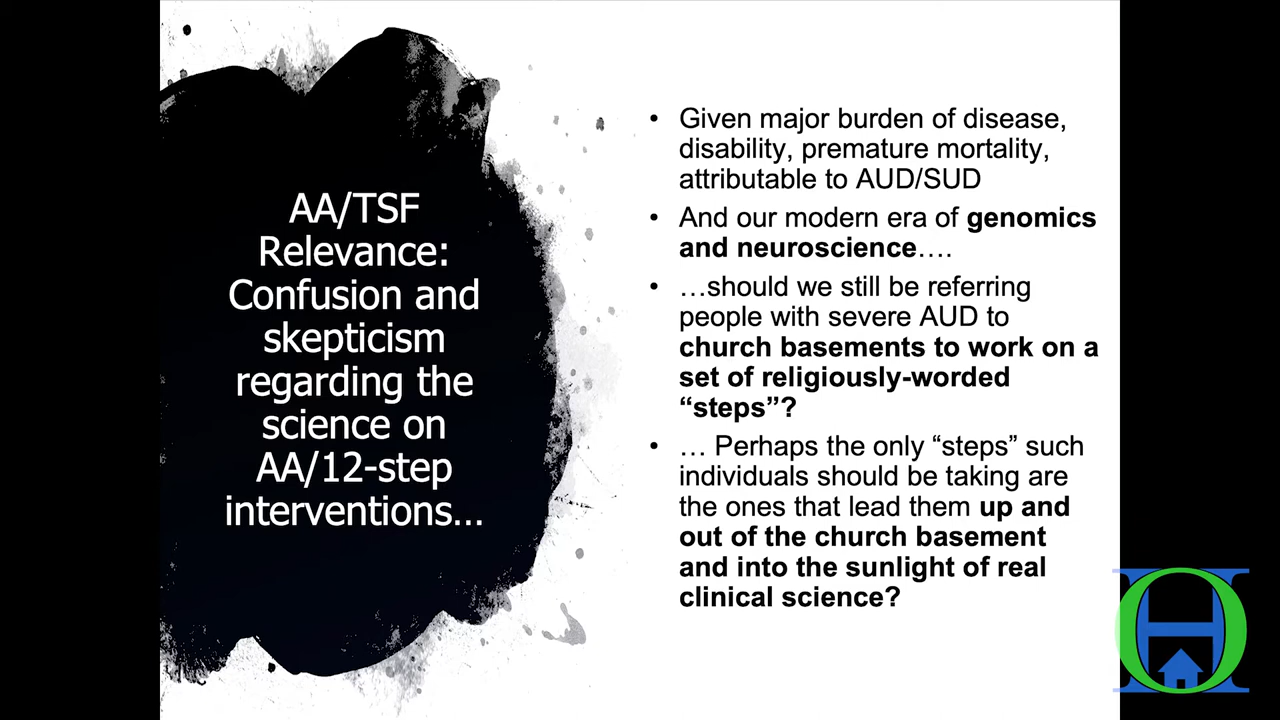 AA/TSF
Relevance:
Confusion and
skepticism
regarding the
science on
AA/12-step
interventions…
• Given major burden of disease,
disability, premature mortality,
attributable to AUD/SUD
• And our modern era of genomics
and neuroscience….
• …should we still be referring
people with severe AUD to
church basements to work on a
set of religiously-worded
“steps”?
• … Perhaps the only “steps” such
individuals should be taking are
the ones that lead them up and
out of the church basement
and into the sunlight of real
clinical science?
OH